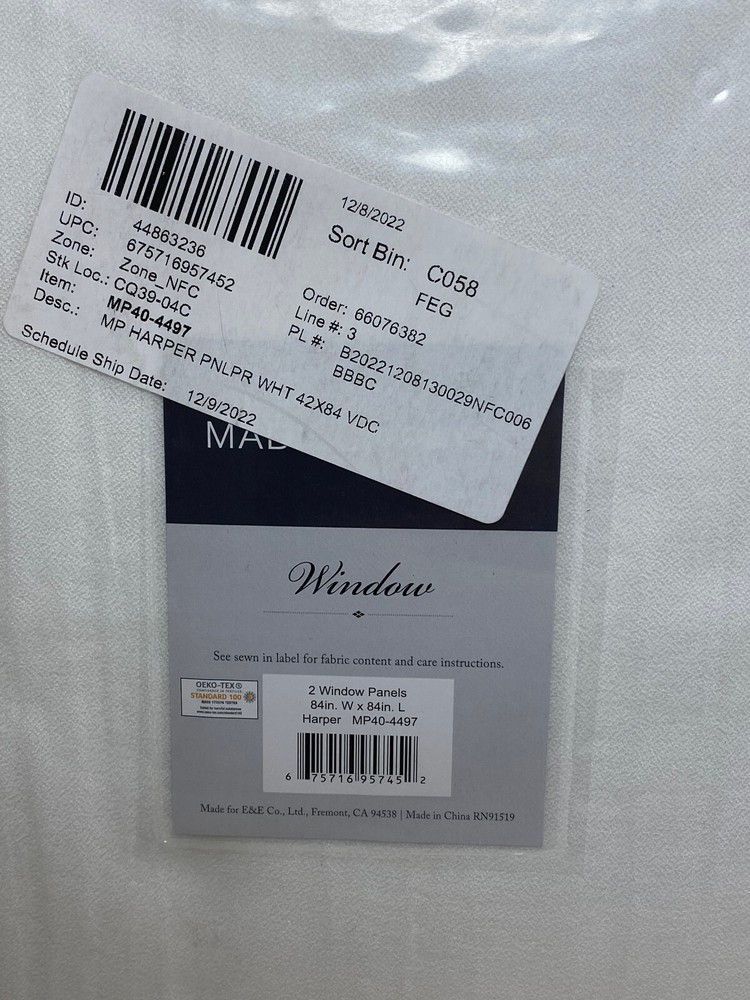 12/8/2022
Sort Bin: C058
FEG
ID: 44863236
UPC: 675716957452
Zone: Zone_NFC
Stk Loc.: CQ39-04C
Item: MP40-4497
Desc.: MP HARPER PNLPR WHT 42X84 VDC
Order: 66076382
Line #: 3
PL #: B20221208130029NFC006
BBBC
Schedule Ship Date: 12/9/2022
MAD
Window
See sewn in label for fabric content and care instructions.
OEKO-TEX®
STANDARD 100
2 Window Panels
84in. W x 84in. L
Harper MP40-4497
6 75716 95745 2
Made for E&E Co., Ltd., Fremont, CA 94538 | Made in China RN91519